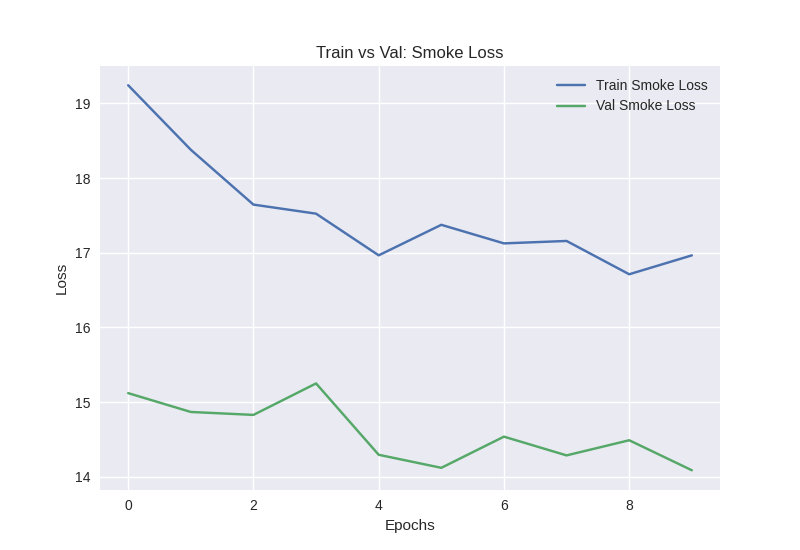 Train vs Val: Smoke Loss
Train Smoke Loss
Val Smoke Loss
19
18
17
16
15
14
Loss
0 2 4 6 8
Epochs